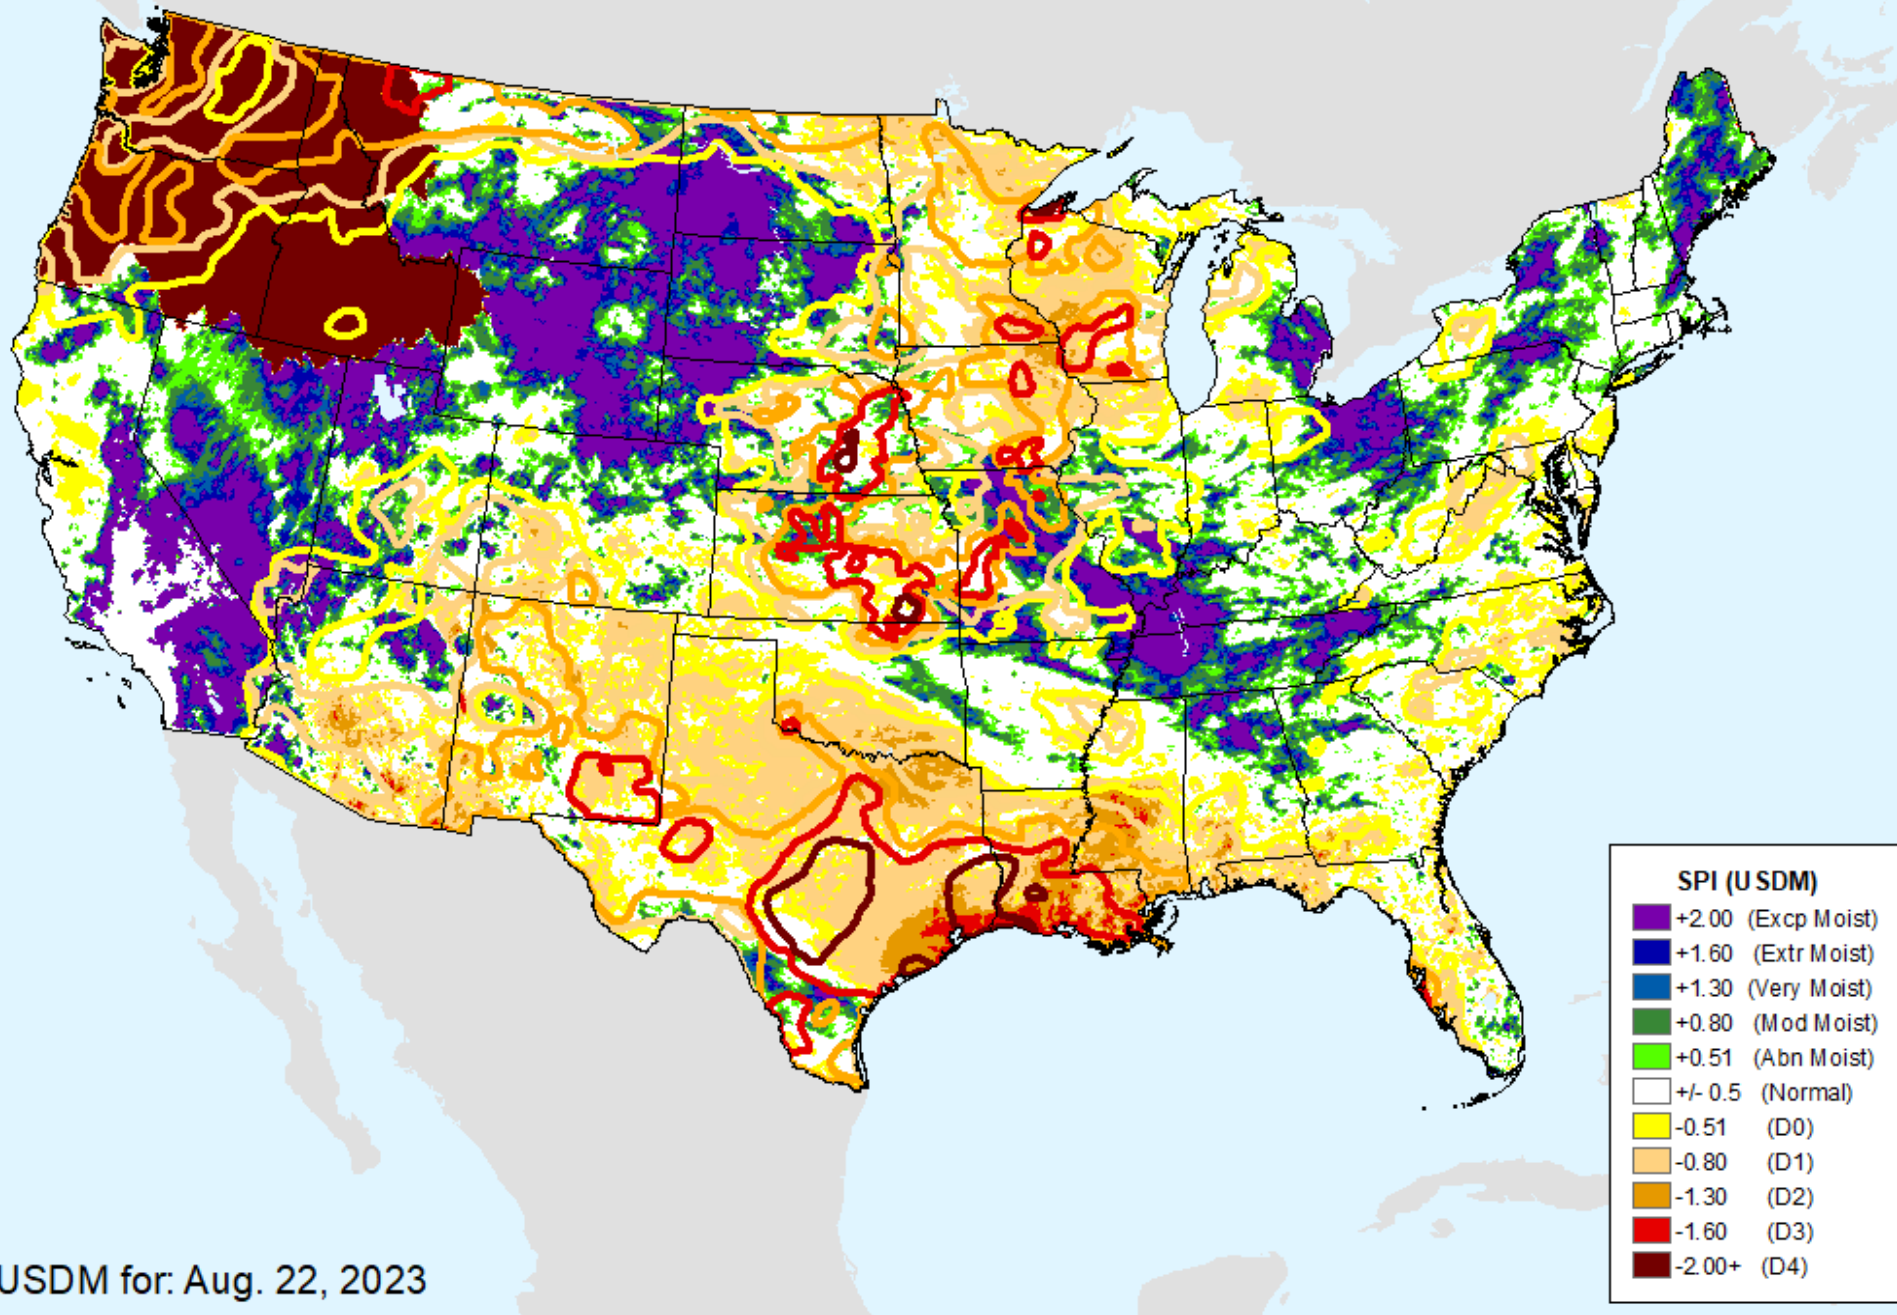 SPI (USDM)
+2.00 (Excp Moist)
+1.60 (Extr Moist)
+1.30 (Very Moist)
+0.80 (Mod Moist)
+0.51 (Abn Moist)
+/- 0.5 (Normal)
-0.51 (D0)
-0.80 (D1)
-1.30 (D2)
-1.60 (D3)
-2.00+ (D4)
USDM for: Aug. 22, 2023